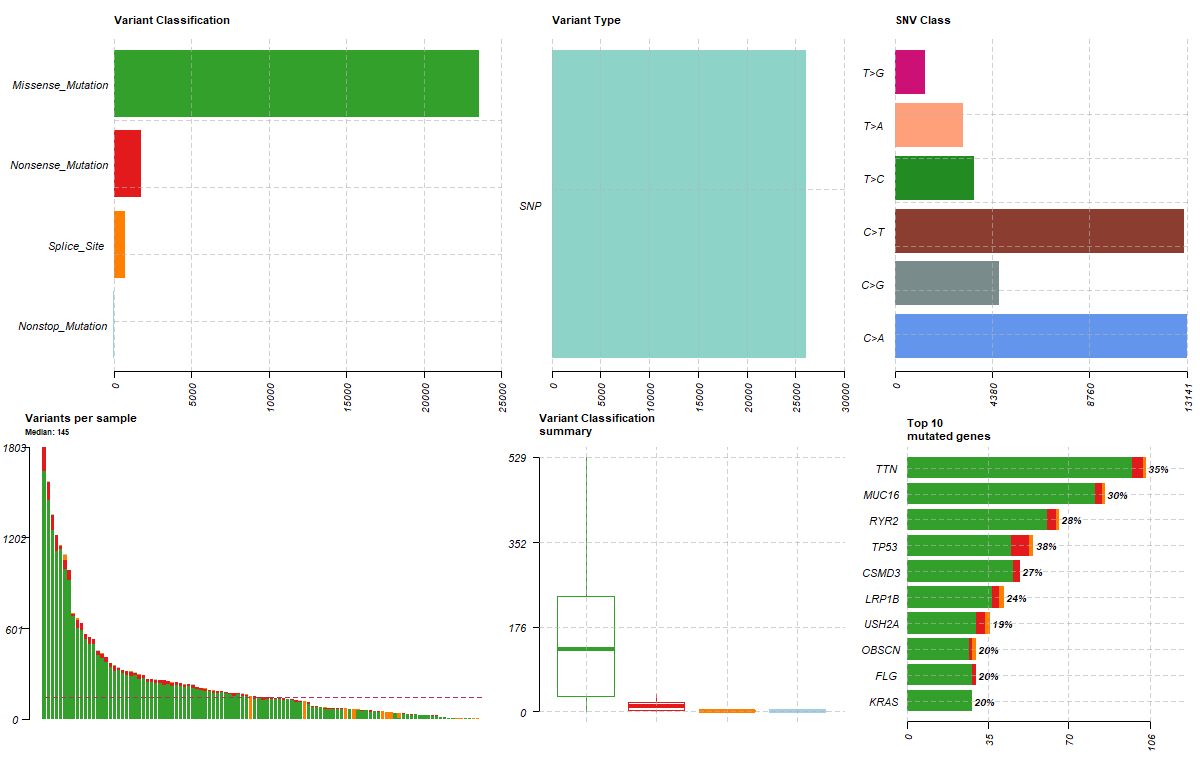 Variant Classification
Missense_Mutation
Nonsense_Mutation
Splice_Site
Nonstop_Mutation
0
5000
10000
15000
20000
25000
Variant Type
SNP
0
5000
10000
15000
20000
25000
30000
SNV Class
T>G
T>A
T>C
C>T
C>G
C>A
0
4380
8760
13141
Variants per sample
Median: 145
1803
1202
601
0
Variant Classification
summary
529
352
176
0
Top 10
mutated genes
TTN 35%
MUC16 30%
RYR2 28%
TP53 38%
CSMD3 27%
LRP1B 24%
USH2A 19%
OBSCN 20%
FLG 20%
KRAS 20%
0
35
70
106